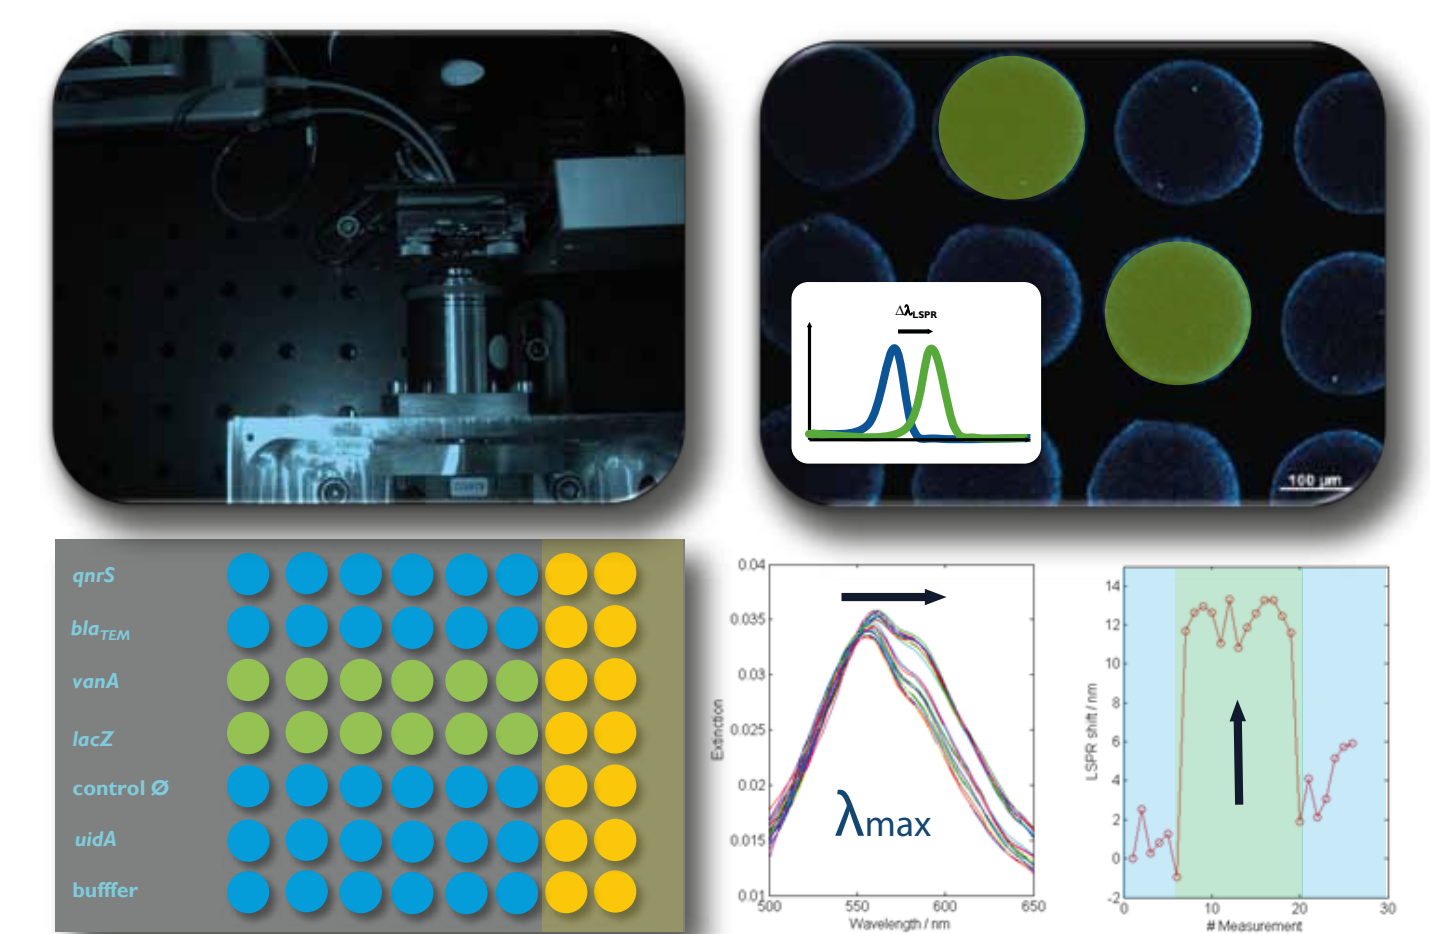 ΔλLSPR
100 µm
qnrS
blaTEM
vanA
lacZ
control Ø
uidA
bufffer
0.04
0.035
0.03
0.025
0.02
0.015
0.01
500
550
600
650
Extinction
Wavelength / nm
λmax
14
12
10
8
6
4
2
0
-2
0
10
20
30
LSPR shift / nm
# Measurement